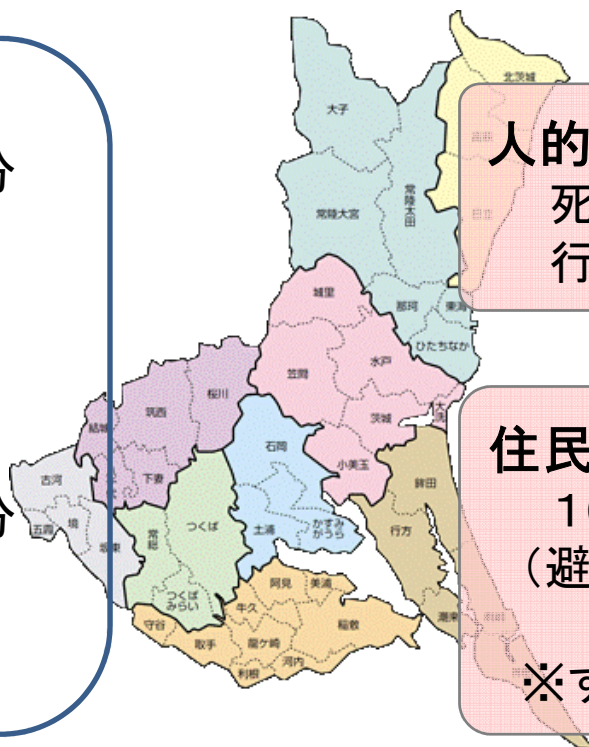 分
分
北茨城
大子
高萩
常陸太田
日立
常陸大宮
城里
那珂
東海
ひたちなか
水戸
笠間
桜川
筑西
大洗
茨城
結城
石岡
小美玉
下妻
古河
鉾田
境
五霞
坂東
常総
つくば
土浦
かすみがうら
行方
つくばみらい
阿見
美浦
牛久
稲敷
守谷
取手
龍ケ崎
河内
利根
潮来
人的
死
行
住民
1
(避
※す